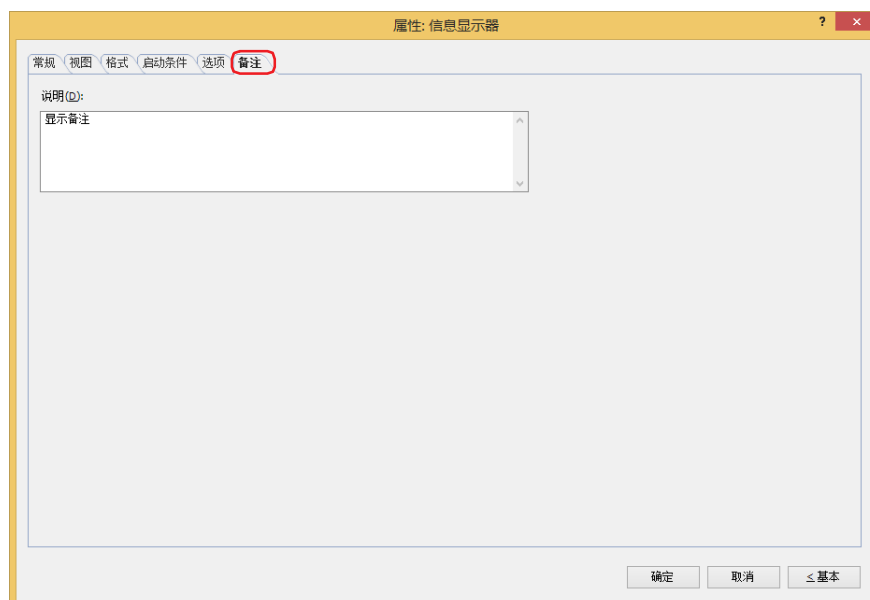 属性: 信息显示器
? ×
常规 视图 格式 启动条件 选项 备注
说明(D):
显示备注
确定 取消 <基本